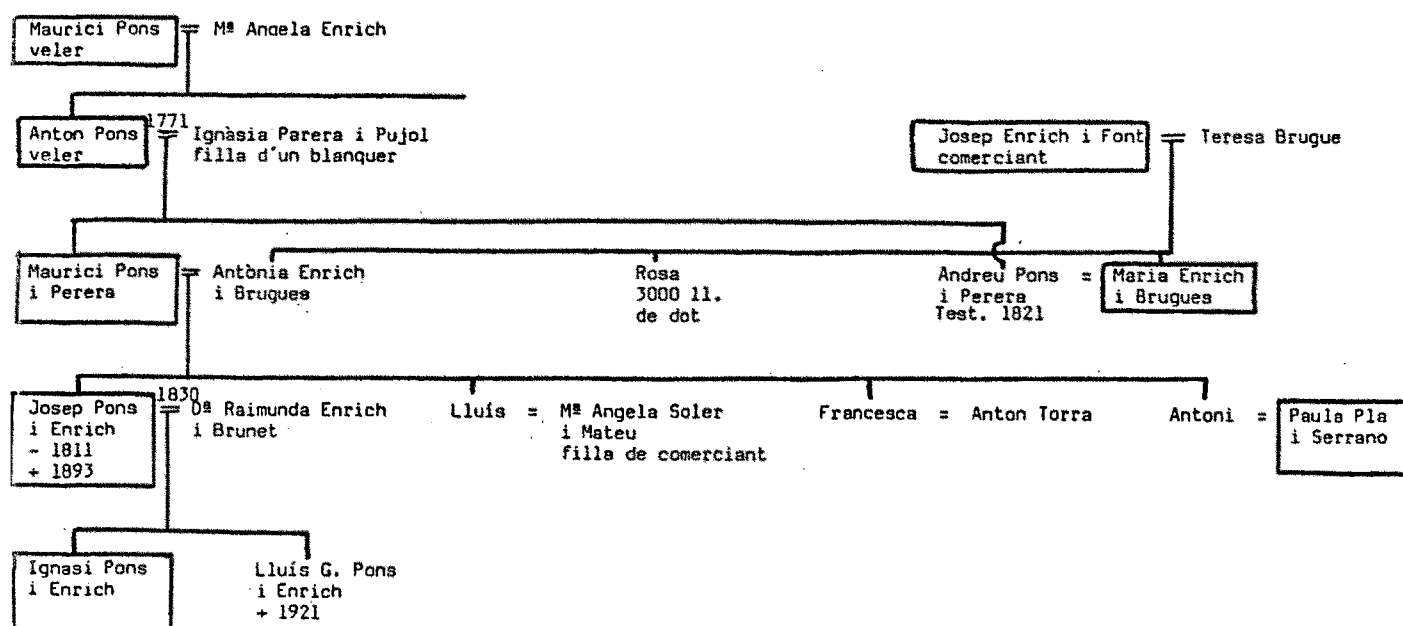 Maurici Pons = Mª Angela Enrich
veler
1771
Anton Pons = Ignàsia Parera i Pujol
veler
filla d'un blanquer
Josep Enrich i Font = Teresa Brugue
comerciant
Maurici Pons = Antònia Enrich
i Perera
i Brugues
Rosa
3000 ll.
de dot
Andreu Pons = Maria Enrich
i Perera
i Brugues
Test. 1821
1830
Josep Pons = Dª Raimunda Enrich
i Enrich
i Brunet
- 1811
+ 1893
Lluís = Mª Angela Soler
i Mateu
filla de comerciant
Francesca = Anton Torra
Antoni = Paula Pla
i Serrano
Ignasi Pons
i Enrich
Lluís G. Pons
i Enrich
+ 1921